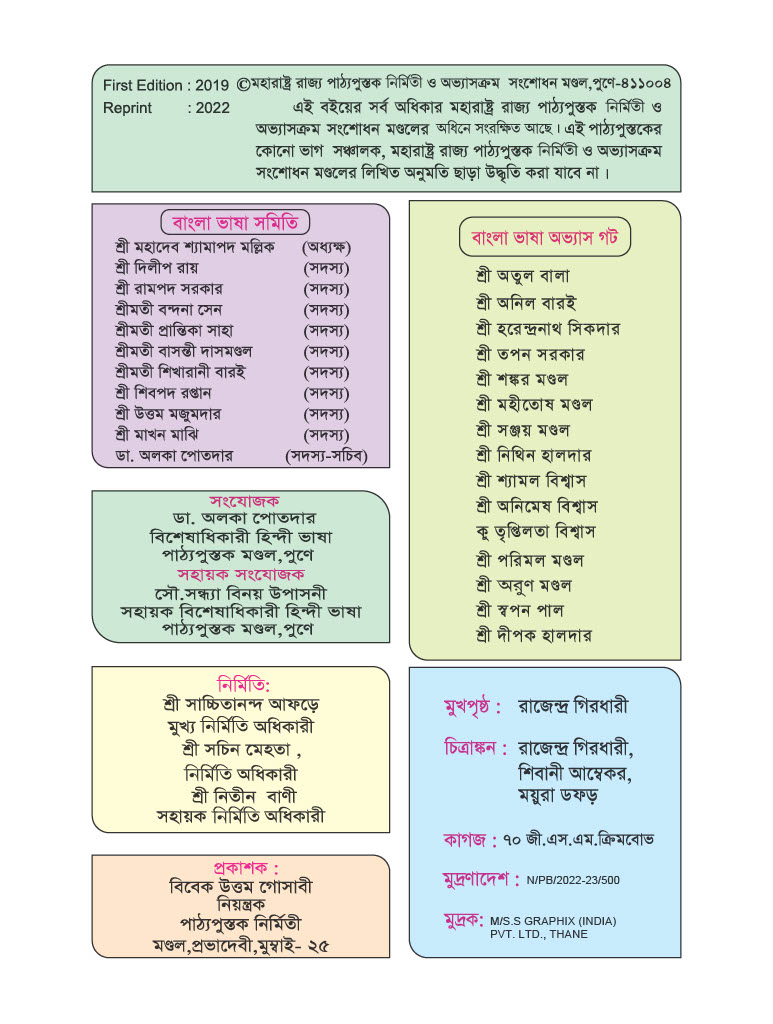 First Edition : 2019 ©মহারাষ্ট্র রাজ্য পাঠ্যপুস্তক নির্মিতী ও অভ্যাসক্রম সংশোধন মণ্ডল,পুণে-৪১১০০৪
Reprint : 2022 এই বইয়ের সর্ব অধিকার মহারাষ্ট্র রাজ্য পাঠ্যপুস্তক নির্মিতী ও
অভ্যাসক্রম সংশোধন মণ্ডলের অধিনে সংরক্ষিত আছে। এই পাঠ্যপুস্তকের
কোনো ভাগ সঞ্চালক, মহারাষ্ট্র রাজ্য পাঠ্যপুস্তক নির্মিতী ও অভ্যাসক্রম
সংশোধন মণ্ডলের লিখিত অনুমতি ছাড়া উদ্ধৃতি করা যাবে না।
বাংলা ভাষা সমিতি
শ্রী মহাদেব শ্যামাপদ মল্লিক (অধ্যক্ষ)
শ্রী দিলীপ রায় (সদস্য)
শ্রী রামপদ সরকার (সদস্য)
শ্রীমতী বন্দনা সেন (সদস্য)
শ্রীমতী প্রান্তিকা সাহা (সদস্য)
শ্রীমতী বাসন্তী দাসমণ্ডল (সদস্য)
শ্রীমতী শিখারানী বারই (সদস্য)
শ্রী শিবপদ রপ্তান (সদস্য)
শ্রী উত্তম মজুমদার (সদস্য)
শ্রী মাখন মাঝি (সদস্য)
ডা. অলকা পোতদার (সদস্য-সচিব)
সংযোজক
ডা. অলকা পোতদার
বিশেষাধিকারী হিন্দী ভাষা
পাঠ্যপুস্তক মণ্ডল,পুণে
সহায়ক সংযোজক
সৌ.সন্ধ্যা বিনয় উপাসনী
সহায়ক বিশেষাধিকারী হিন্দী ভাষা
পাঠ্যপুস্তক মণ্ডল,পুণে
নির্মিতি:
শ্রী সাচ্চিতানন্দ আফড়ে
মুখ্য নির্মিতি অধিকারী
শ্রী সচিন মেহতা ,
নির্মিতি অধিকারী
শ্রী নিতীন বাণী
সহায়ক নির্মিতি অধিকারী
প্রকাশক :
বিবেক উত্তম গোসাবী
নিয়ন্ত্রক
পাঠ্যপুস্তক নির্মিতী
মণ্ডল,প্রভাদেবী,মুম্বাই- ২৫
বাংলা ভাষা অভ্যাস গট
শ্রী অতুল বালা
শ্রী অনিল বারই
শ্রী হরেন্দ্রনাথ সিকদার
শ্রী তপন সরকার
শ্রী শঙ্কর মণ্ডল
শ্রী মহীতোষ মণ্ডল
শ্রী সঞ্জয় মণ্ডল
শ্রী নিথিন হালদার
শ্রী শ্যামল বিশ্বাস
শ্রী অনিমেষ বিশ্বাস
কু তৃপ্তিলতা বিশ্বাস
শ্রী পরিমল মণ্ডল
শ্রী অরুণ মণ্ডল
শ্রী স্বপন পাল
শ্রী দীপক হালদার
মুখপৃষ্ঠ : রাজেন্দ্র গিরধারী
চিত্রাঙ্কন : রাজেন্দ্র গিরধারী,
শিবানী আম্বেকর,
ময়ুরা ডফড়
কাগজ : ৭০ জী.এস.এম.ক্রিমবোভ
মুদ্রণাদেশ : N/PB/2022-23/500
মুদ্রক: M/S.S GRAPHIX (INDIA)
PVT. LTD., THANE